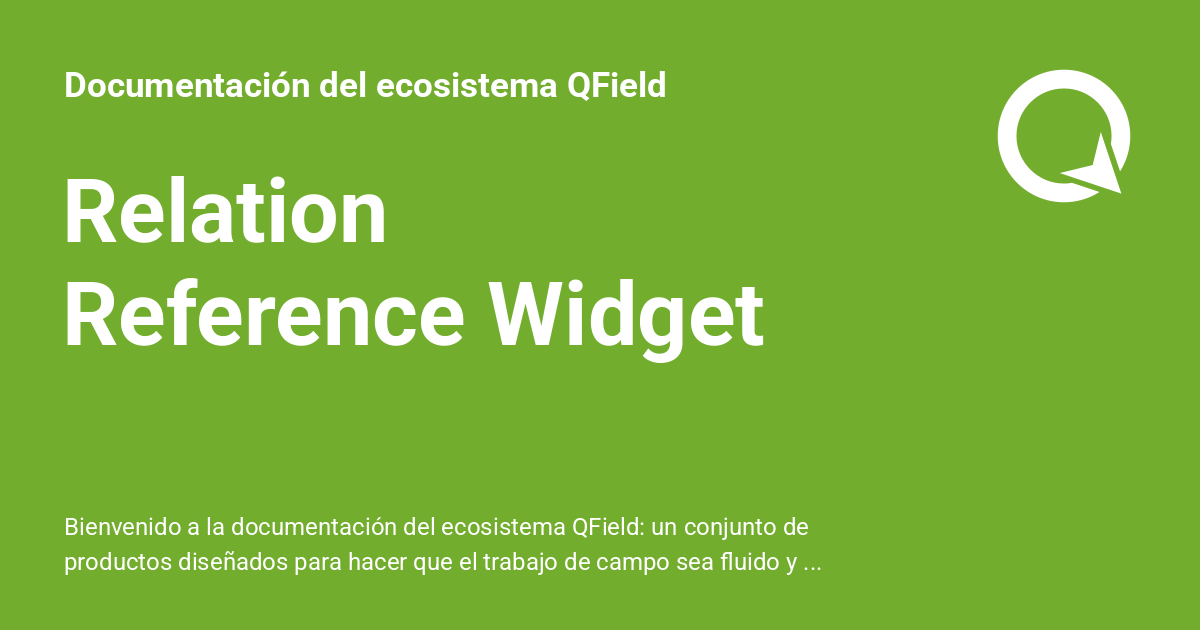 Documentación del ecosistema QField
Relation
Reference Widget
Bienvenido a la documentación del ecosistema QField: un conjunto de
productos diseñados para hacer que el trabajo de campo sea fluido y ...